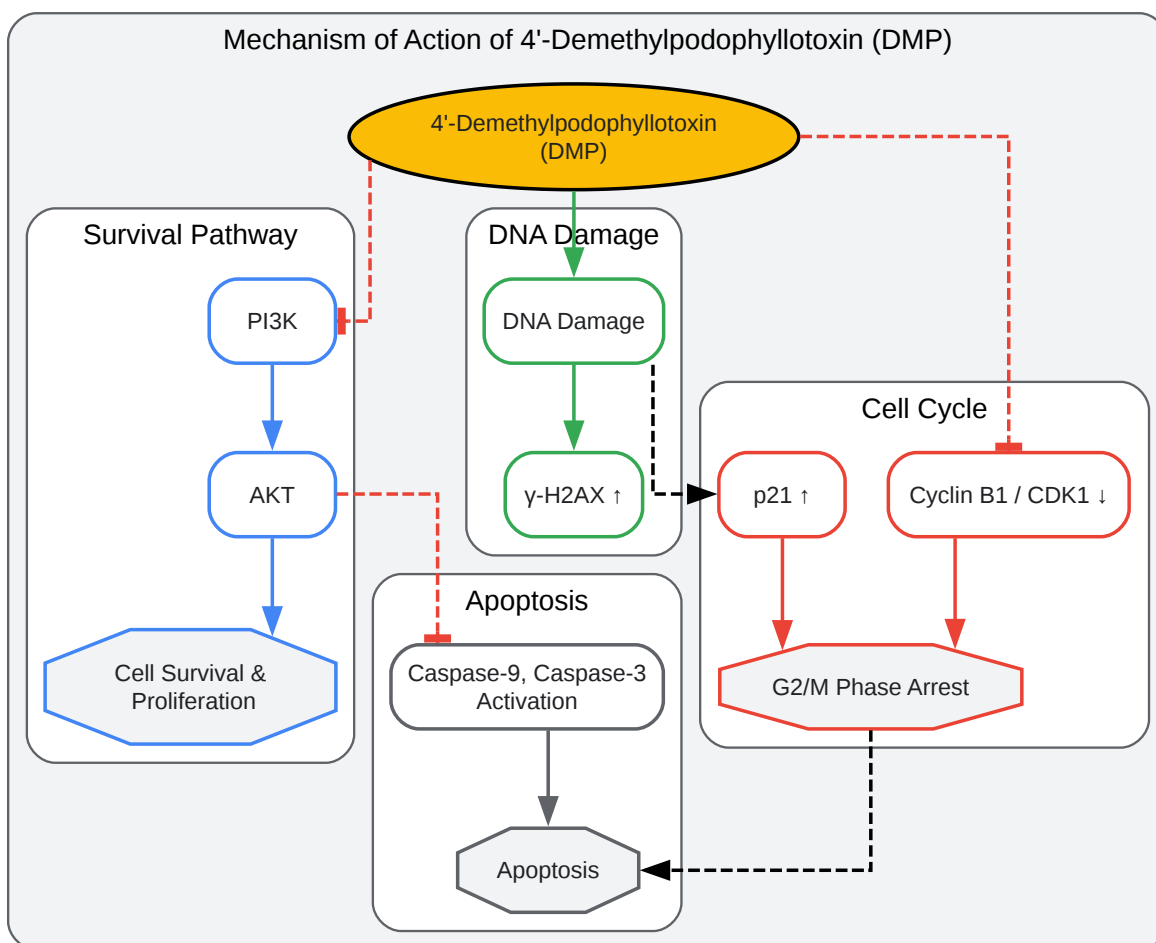 Mechanism of Action of 4'-Demethylpodophyllotoxin (DMP)
4'-Demethylpodophyllotoxin
(DMP)
Survival Pathway
PI3K
AKT
Cell Survival &
Proliferation
DNA Damage
DNA Damage
γ-H2AX ↑
Cell Cycle
p21 ↑
Cyclin B1 / CDK1 ↓
G2/M Phase Arrest
Apoptosis
Caspase-9, Caspase-3
Activation
Apoptosis